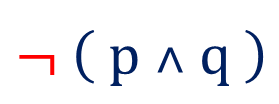 ¬ ( p ∧ q )